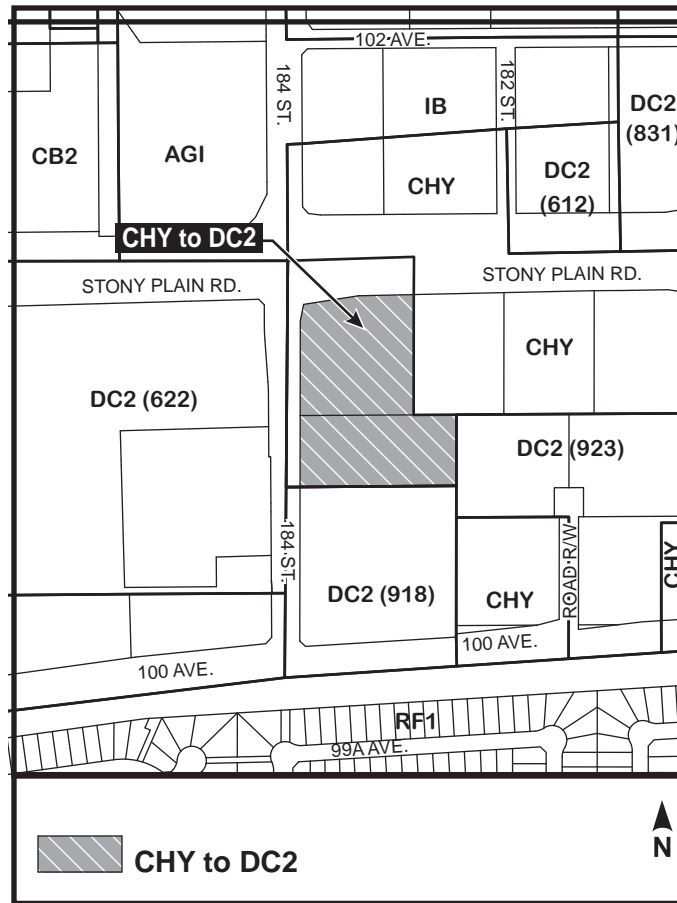 102 AVE.
184 ST.
182 ST.
IB
DC2
(831)
CB2
AGI
CHY
DC2
(612)
CHY to DC2
STONY PLAIN RD.
STONY PLAIN RD.
CHY
DC2 (622)
DC2 (923)
184 ST.
DC2 (918)
CHY
ROAD R/W
CHY
100 AVE.
100 AVE.
RF1
99A AVE.
CHY to DC2
N